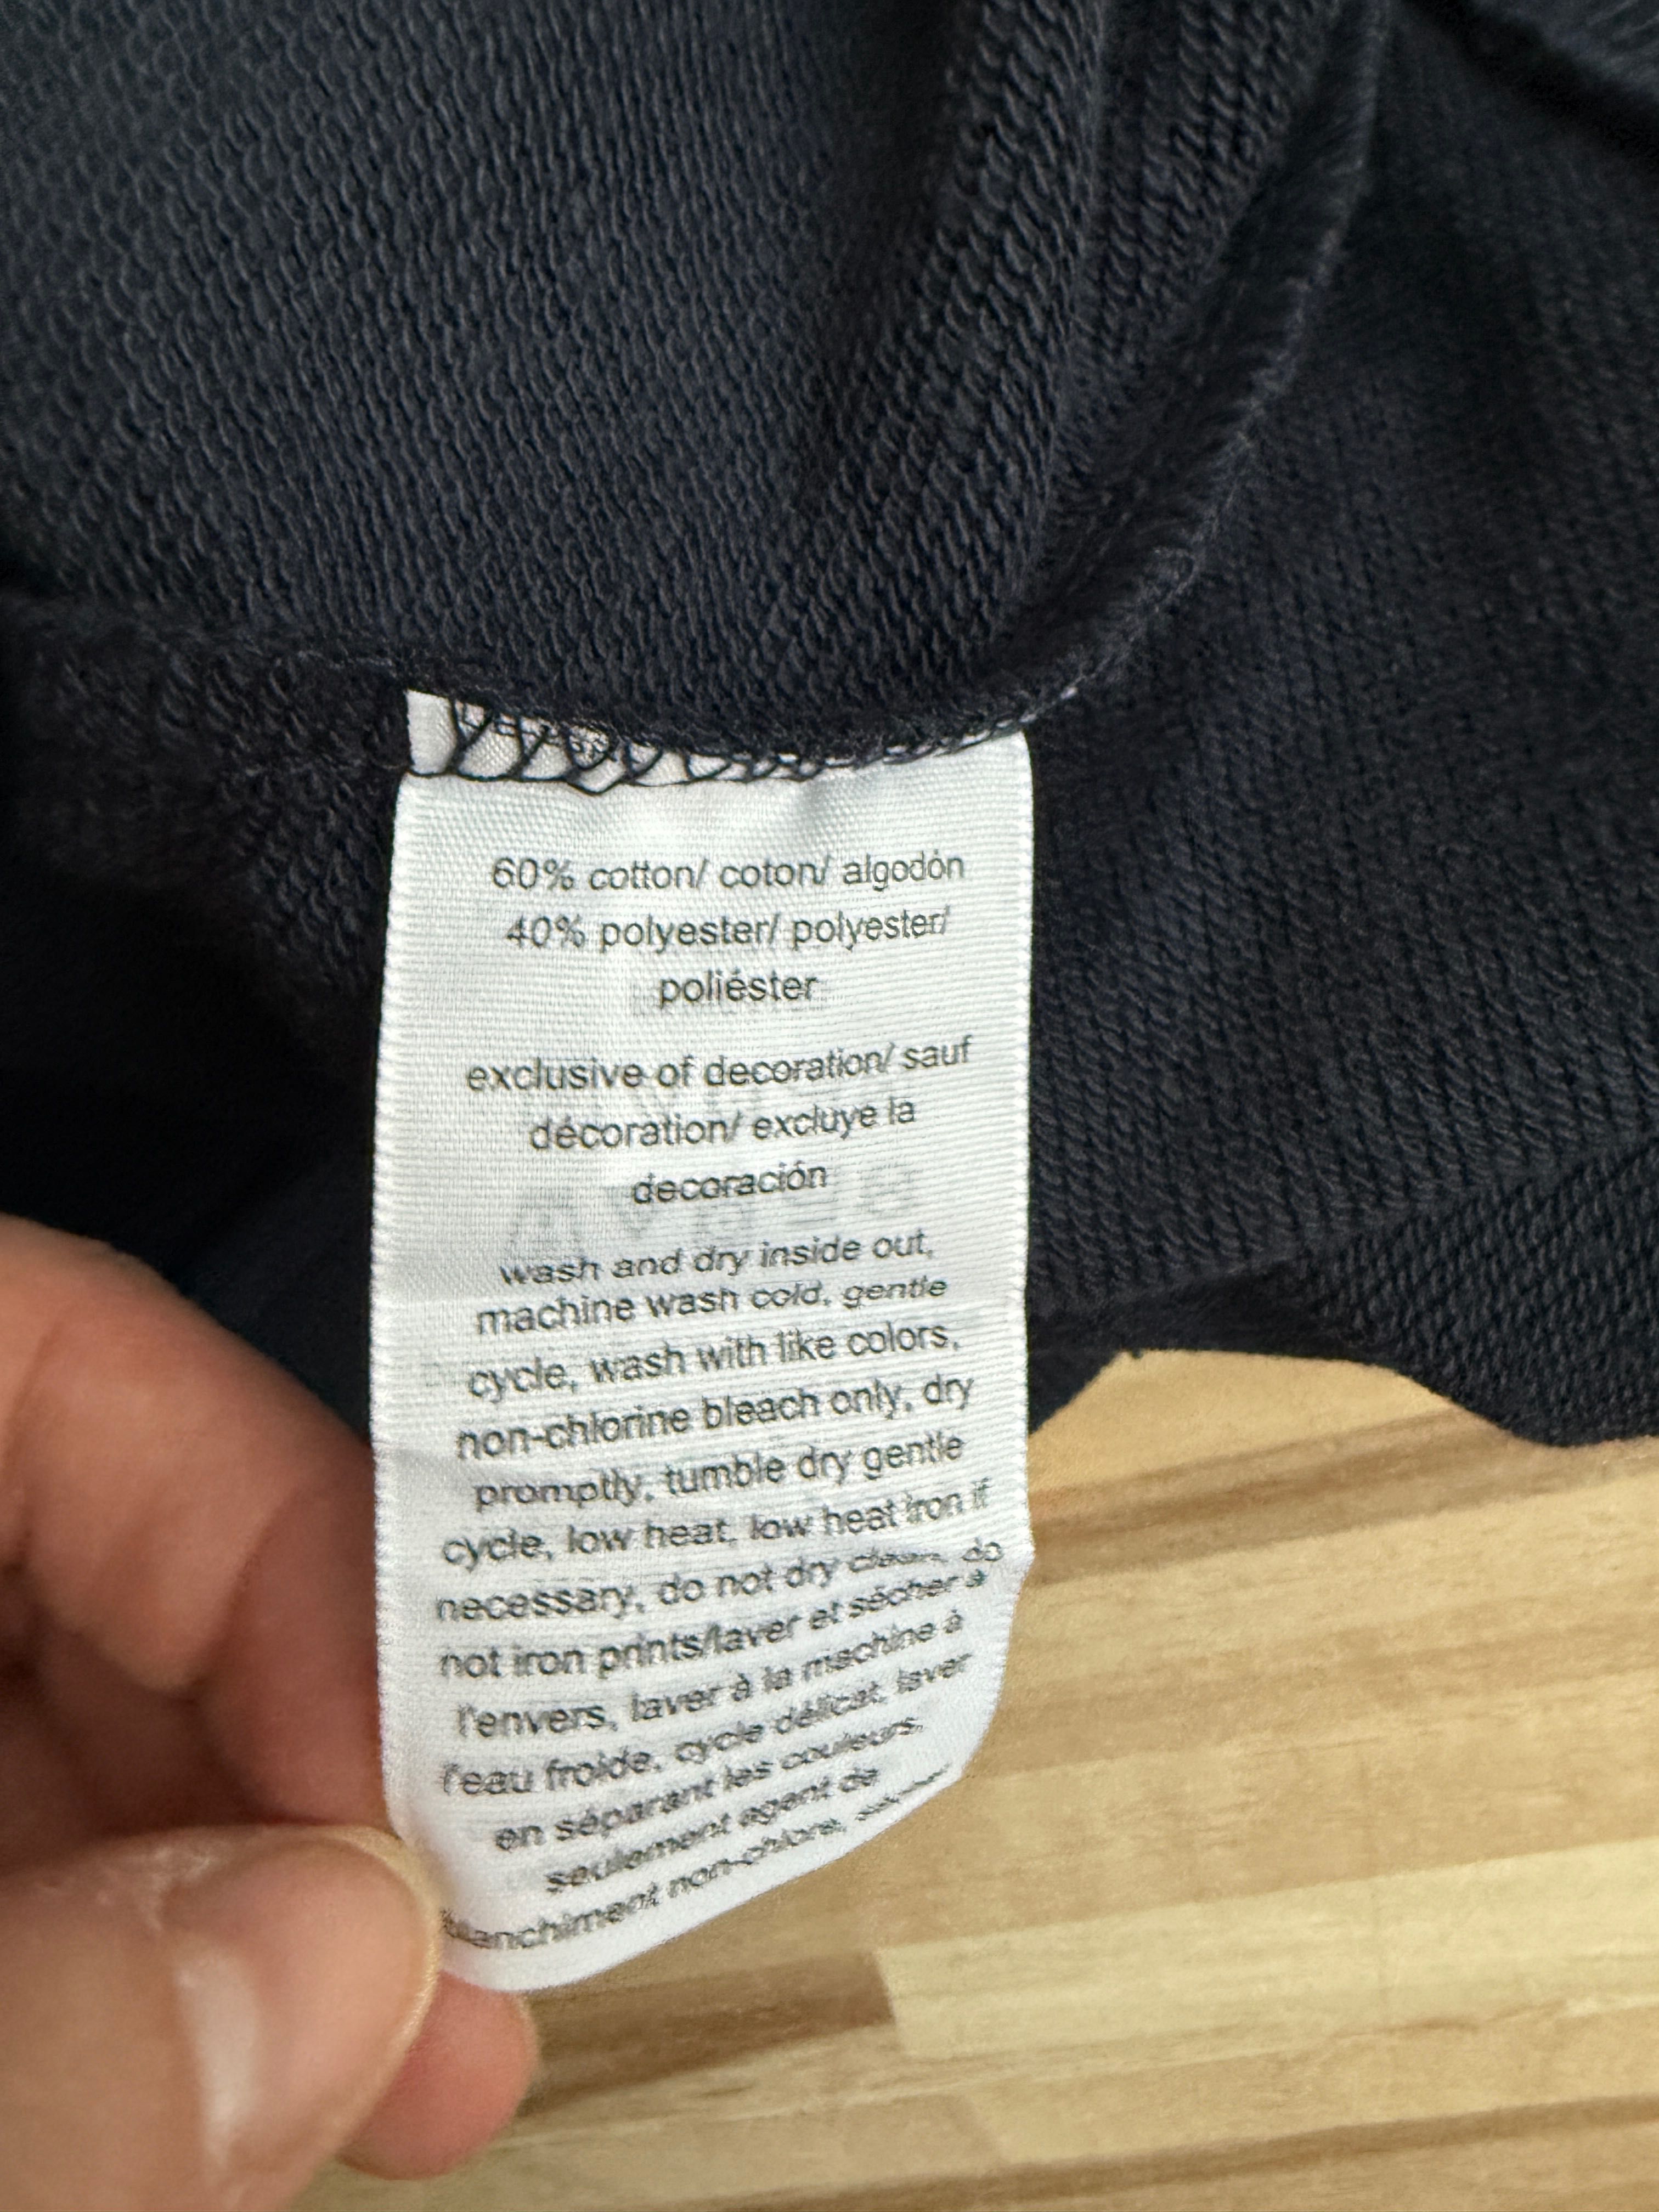 60% cotton/ coton/ algodón
40% polyester/ polyester/
poliéster
exclusive of decoration/ sauf
décoration/ excluye la
decoración
wash and dry inside out,
machine wash cold, gentle
cycle, wash with like colors,
non-chlorine bleach only, dry
promptly, tumble dry gentle
cycle, low heat, low heat iron if
necessary, do not dry clean, do
not iron prints/laver et sécher à
l'envers, laver à la machine à
l'eau froide, cycle délicat, laver
en séparant les couleurs,
seulement agent de
blanchiment non-chlore,